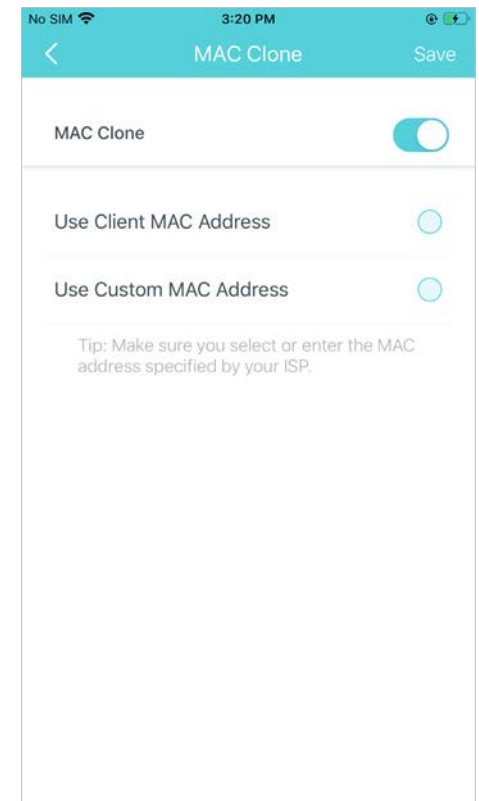 No SIM 3:20 PM
MAC Clone Save
MAC Clone
Use Client MAC Address
Use Custom MAC Address
Tip: Make sure you select or enter the MAC
address specified by your ISP.